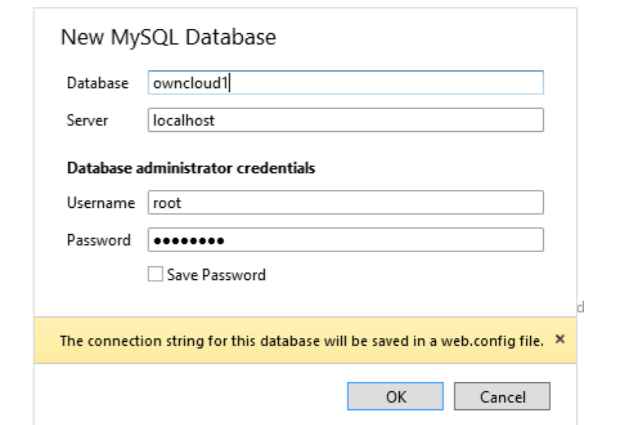 New MySQL Database
Database owncloud1
Server localhost
Database administrator credentials
Username root
Password ●●●●●●●●
Save Password
d
The connection string for this database will be saved in a web.config file. ×
OK Cancel